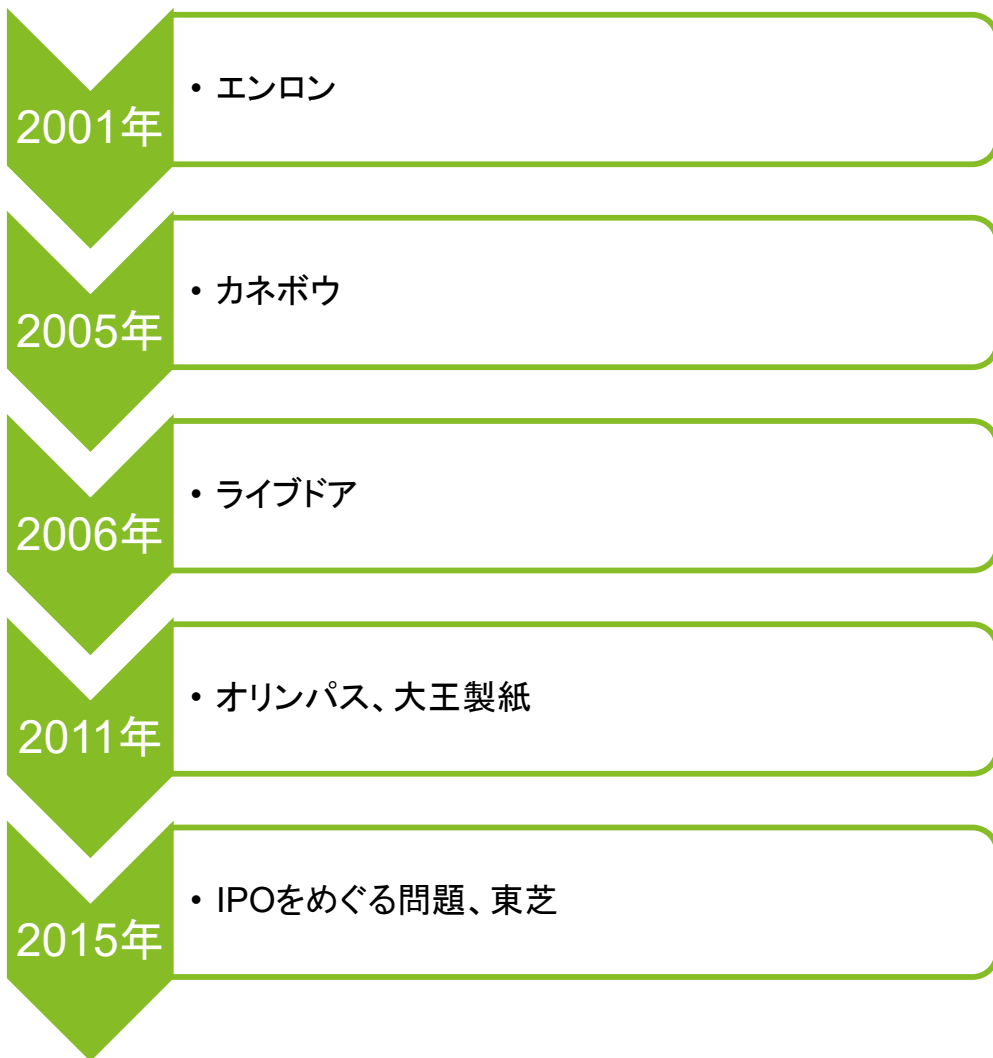 2001年
• エンロン
2005年
• カネボウ
2006年
• ライブドア
2011年
• オリンパス、大王製紙
2015年
• IPOをめぐる問題、東芝